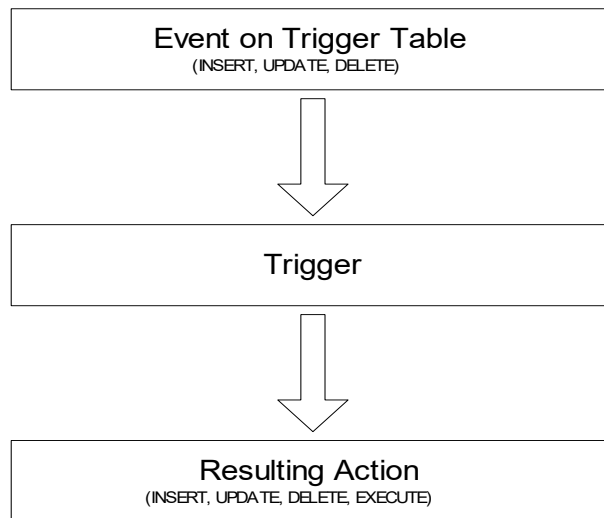 Event on Trigger Table
(INSERT, UPDATE, DELETE)
Trigger
Resulting Action
(INSERT, UPDATE, DELETE, EXECUTE)